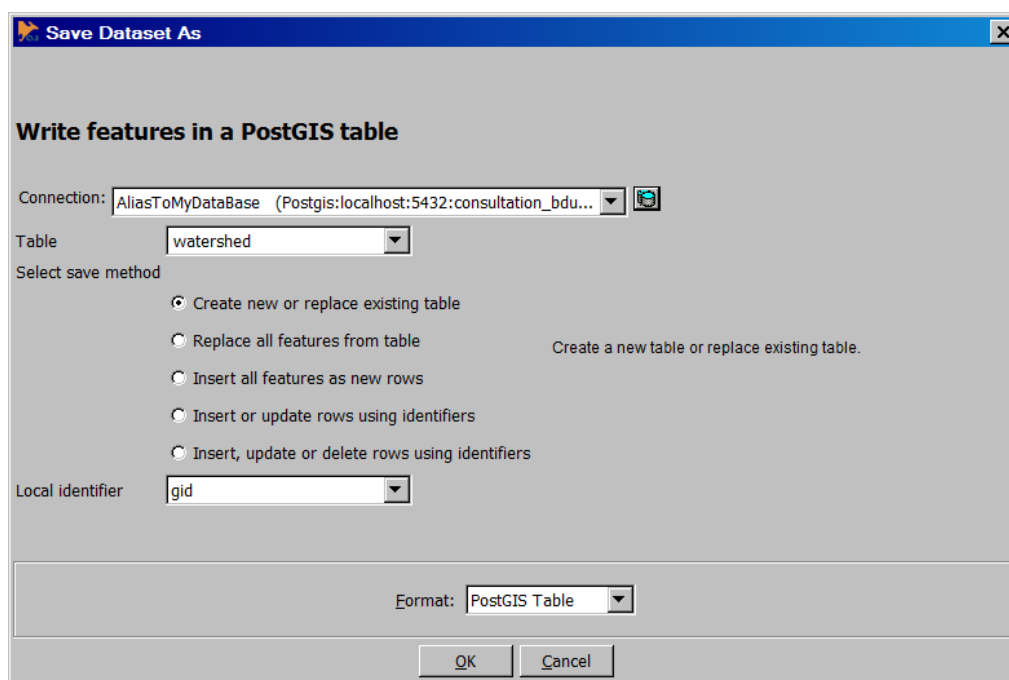 Save Dataset As
Write features in a PostGIS table
Connection: AliasToMyDataBase (Postgis:localhost:5432:consultation_bdu...
Table watershed
Select save method
Create new or replace existing table
Replace all features from table
Create a new table or replace existing table.
Insert all features as new rows
Insert or update rows using identifiers
Insert, update or delete rows using identifiers
Local identifier gid
Format: PostGIS Table
OK Cancel